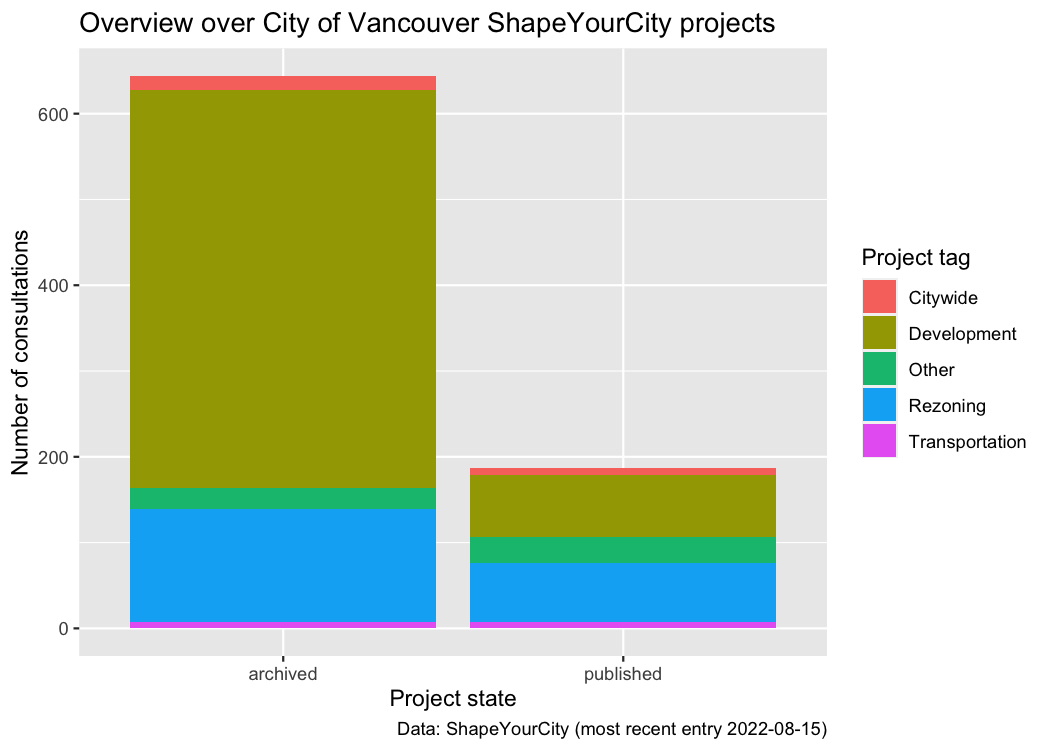 Overview over City of Vancouver ShapeYourCity projects
Number of consultations
600
400
200
0
archived
published
Project state
Project tag
Citywide
Development
Other
Rezoning
Transportation
Data: ShapeYourCity (most recent entry 2022-08-15)